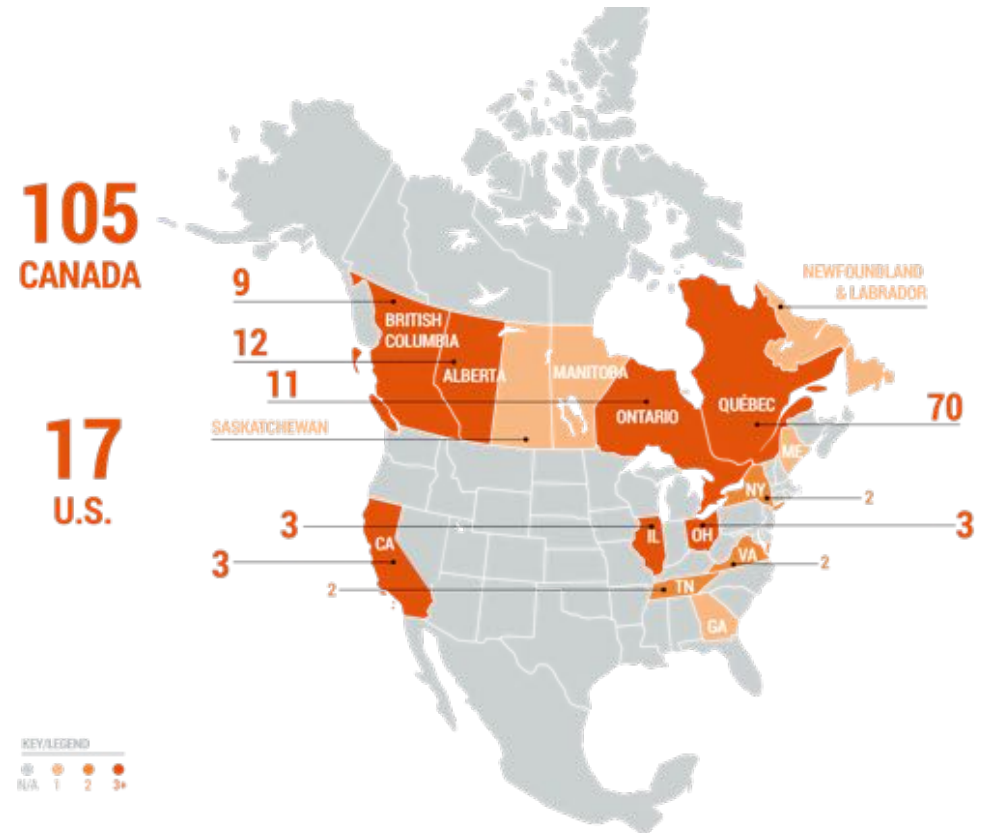 105
CANADA
17
U.S.
9
12
11
SASKATCHEWAN
BRITISH
COLUMBIA
ALBERTA
MANITOBA
ONTARIO
QUÉBEC
NEWFOUNDLAND
& LABRADOR
70
ME
NY
2
3
IL
OH
3
CA
3
VA
2
2
TN
GA
KEY/LEGEND
N/A 1 2 3+